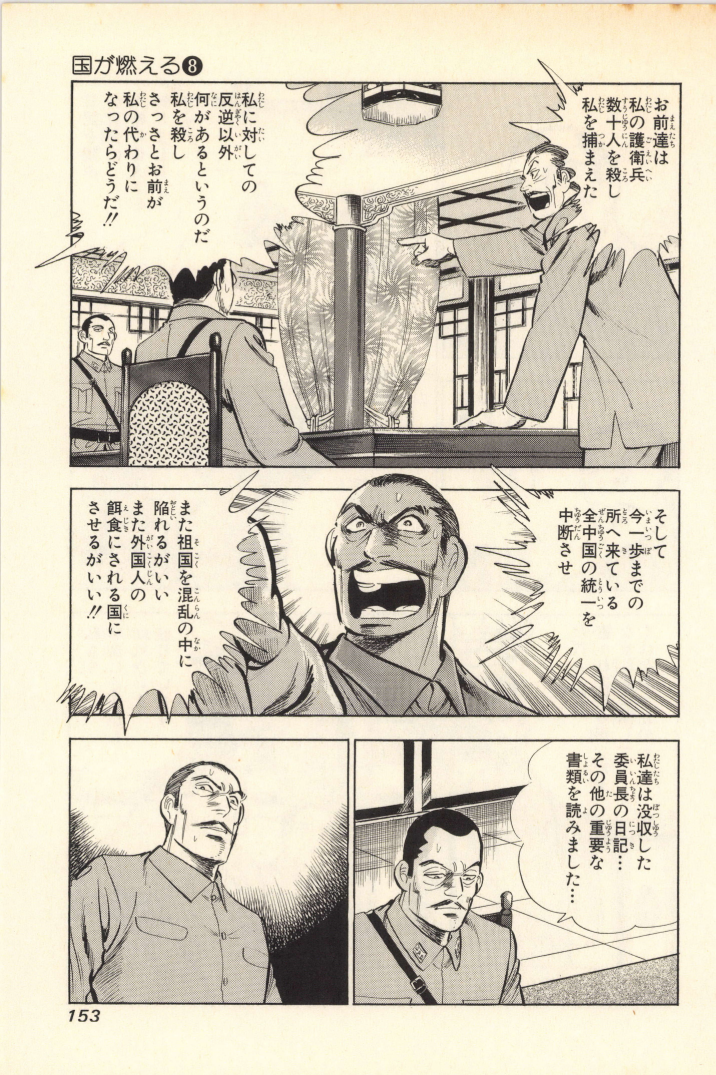 国が燃える❽
お前達は
私の護衛兵
数十人を殺し
私を捕まえた
私に対しての
反逆以外
何があるというのだ
私を殺し
さっさとお前が
私の代わりに
なったらどうだ!!
そして
今一歩までの
所へ来ている
全中国の統一を
中断させ
また祖国を混乱の中に
陥れるがいい
また外国人の
餌食にされる国に
させるがいい!!
私達は没収した
委員長の日記…
その他の重要な
書類を読みました…
153